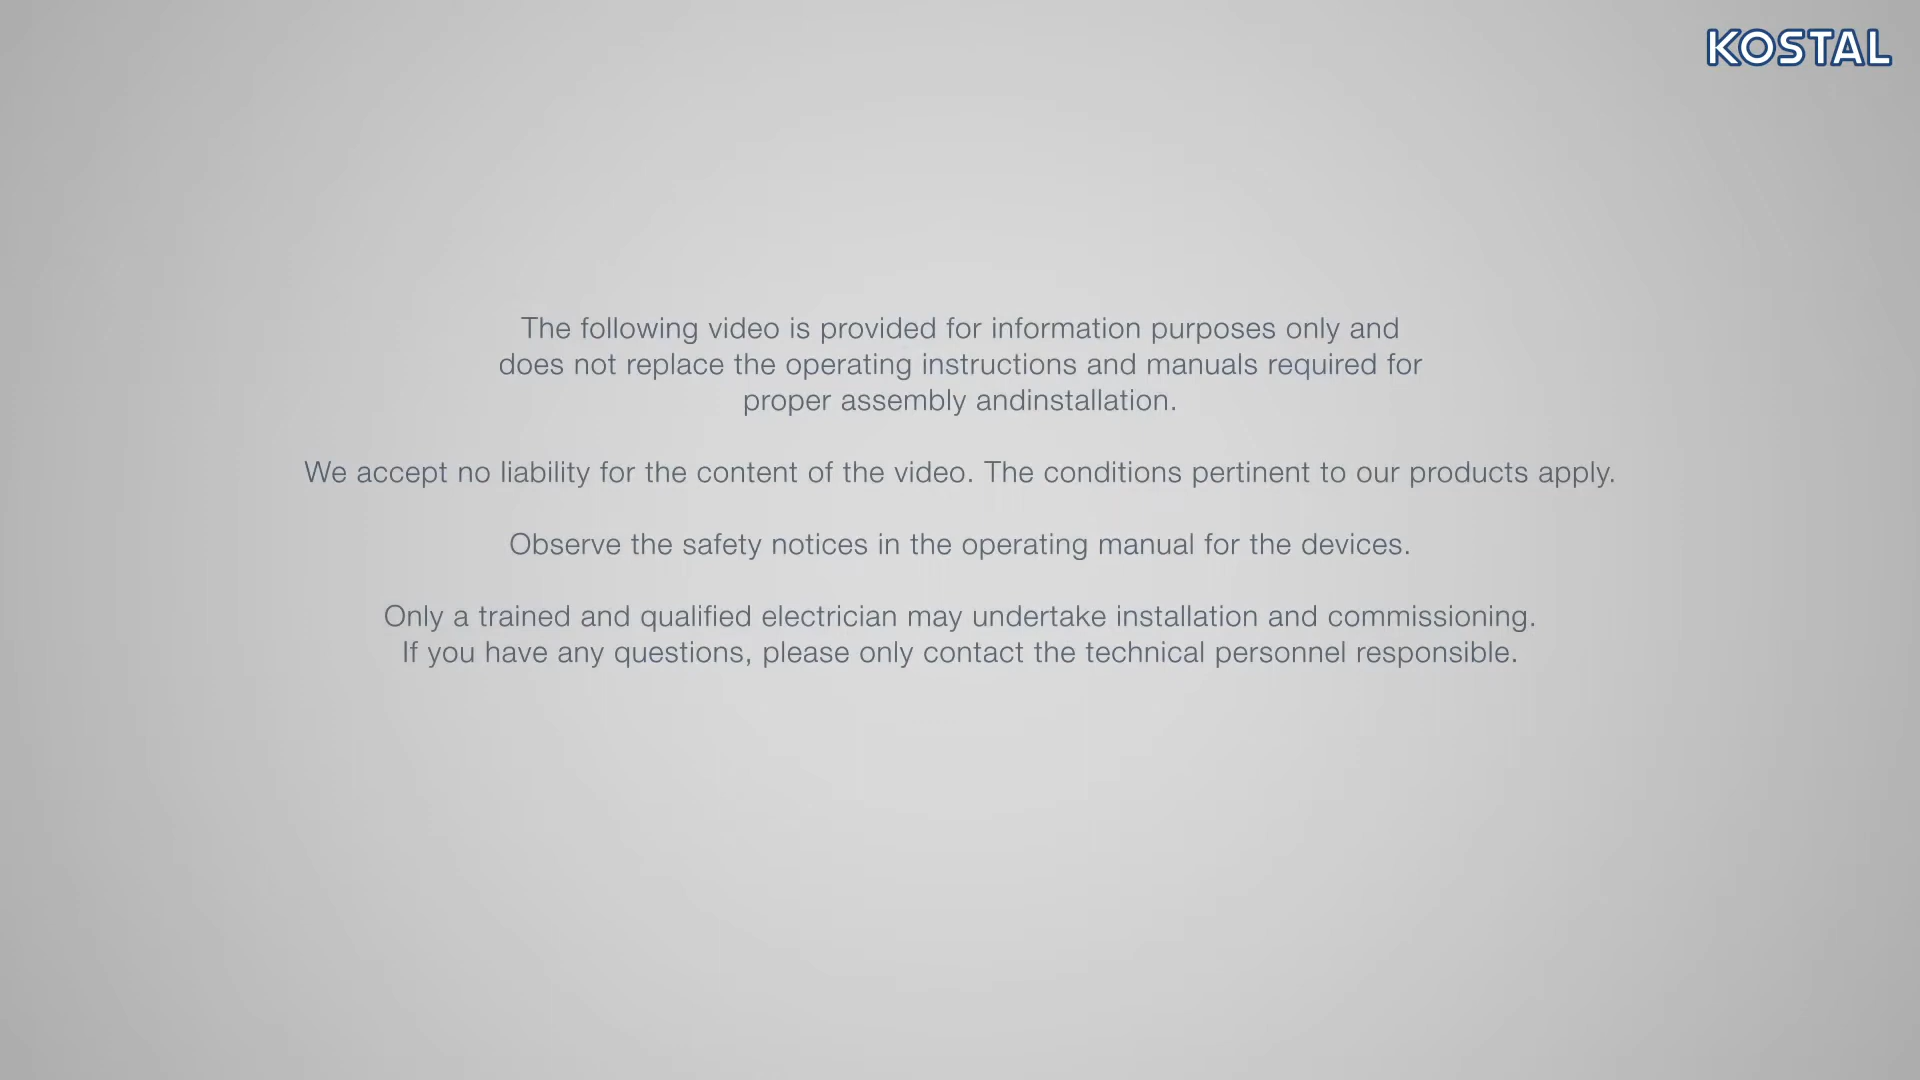 KOSTAL
The following video is provided for information purposes only and
does not replace the operating instructions and manuals required for
proper assembly andinstallation.
We accept no liability for the content of the video. The conditions pertinent to our products apply.
Observe the safety notices in the operating manual for the devices.
Only a trained and qualified electrician may undertake installation and commissioning.
If you have any questions, please only contact the technical personnel responsible.